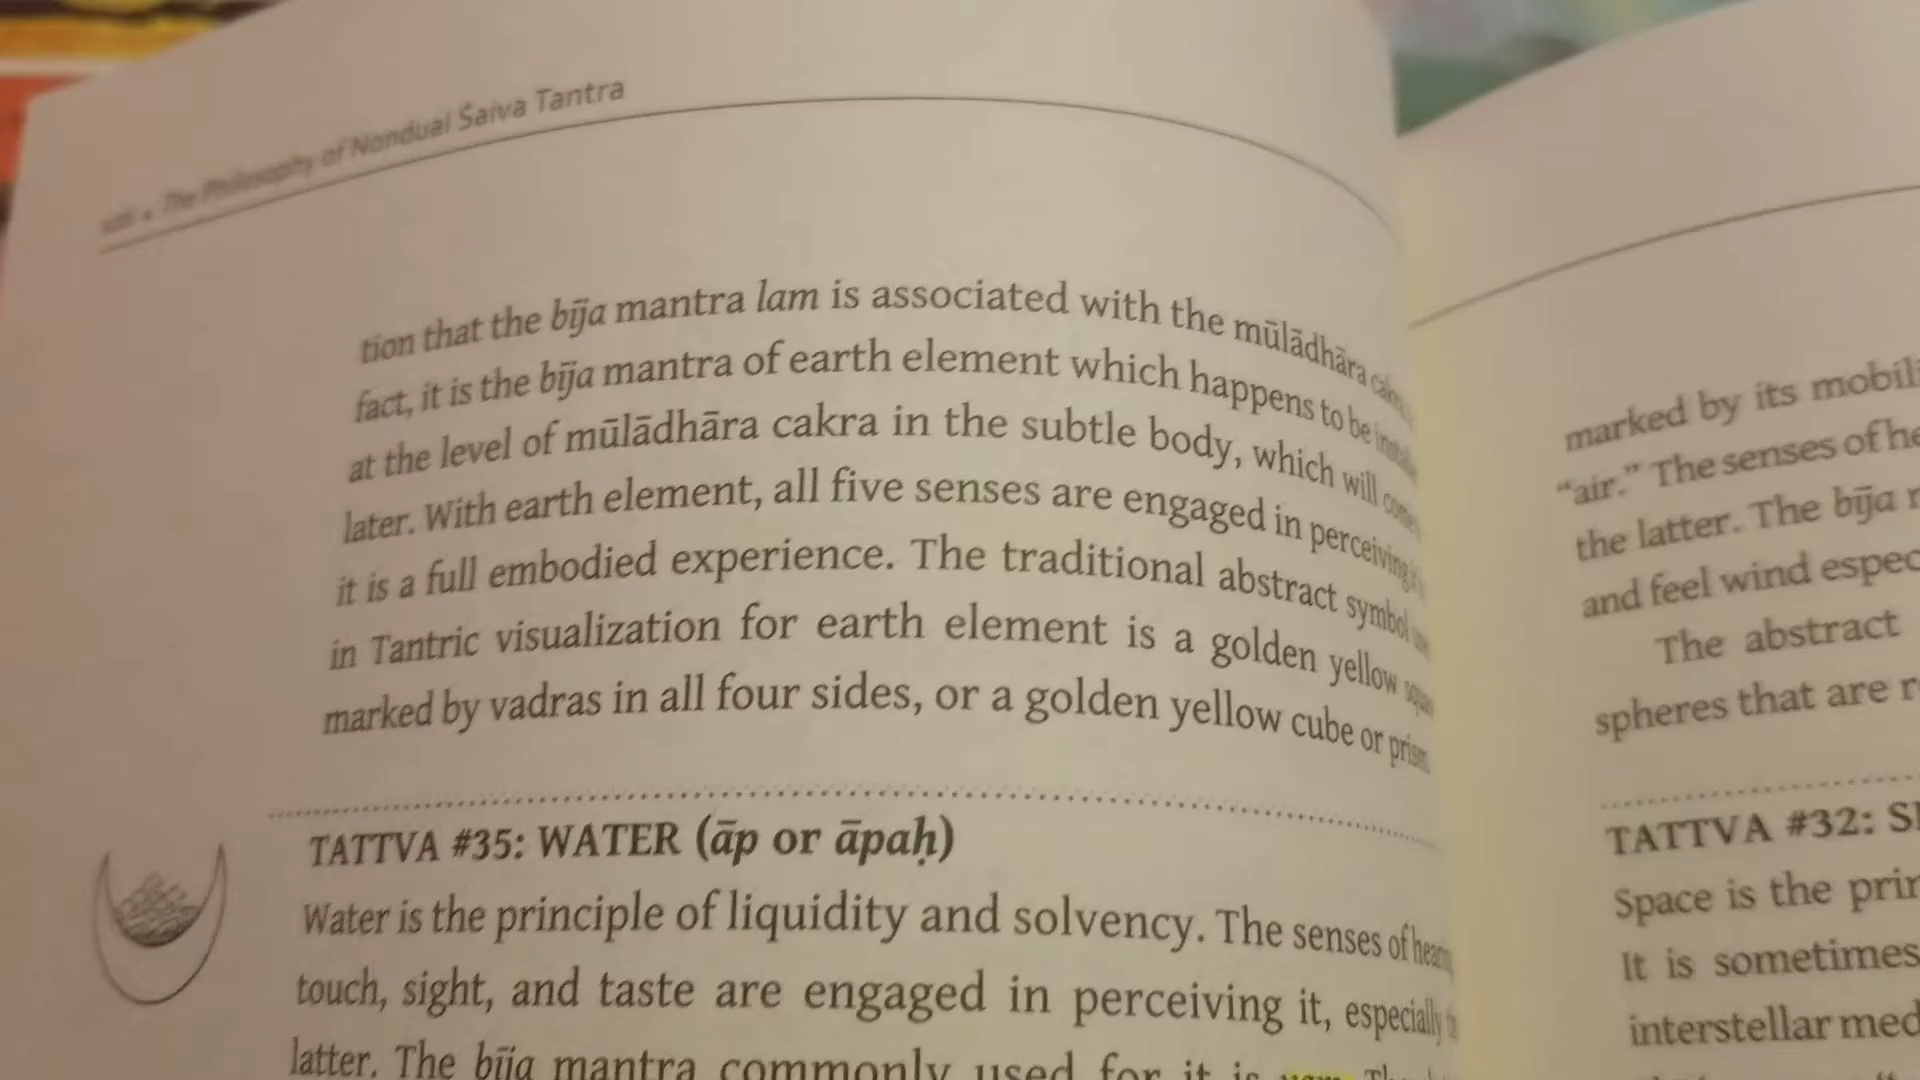 The Philosophy of Nondual Śaiva Tantra
tion that the bīja mantra lam is associated with the mūlādhāra
fact, it is the bīja mantra of earth element which happens to be
at the level of mūlādhāra cakra in the subtle body, which will come
later. With earth element, all five senses are engaged in perceiving
it is a full embodied experience. The traditional abstract symbol
in Tantric visualization for earth element is a golden yellow
marked by vadras in all four sides, or a golden yellow cube or prism.
TATTVA #35: WATER (āp or āpaḥ)
Water is the principle of liquidity and solvency. The senses of
touch, sight, and taste are engaged in perceiving it, especially
latter. The bīja mantra commonly used for it is
marked by its
“air.” The senses of
the latter. The bīja
and feel wind
The abstract
spheres that are
TATTVA #32:
Space is the
It is sometimes
interstellar